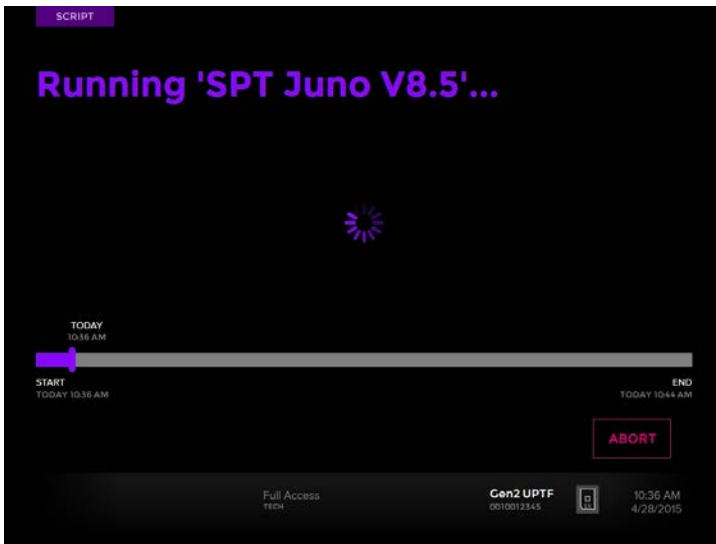 SCRIPT
Running 'SPT Juno V8.5'...
TODAY
10:36 AM
START
TODAY 10:36 AM
END
TODAY 10:44 AM
ABORT
Full Access
TECH
Gen2 UPTF
0010012345
10:36 AM
4/28/2015